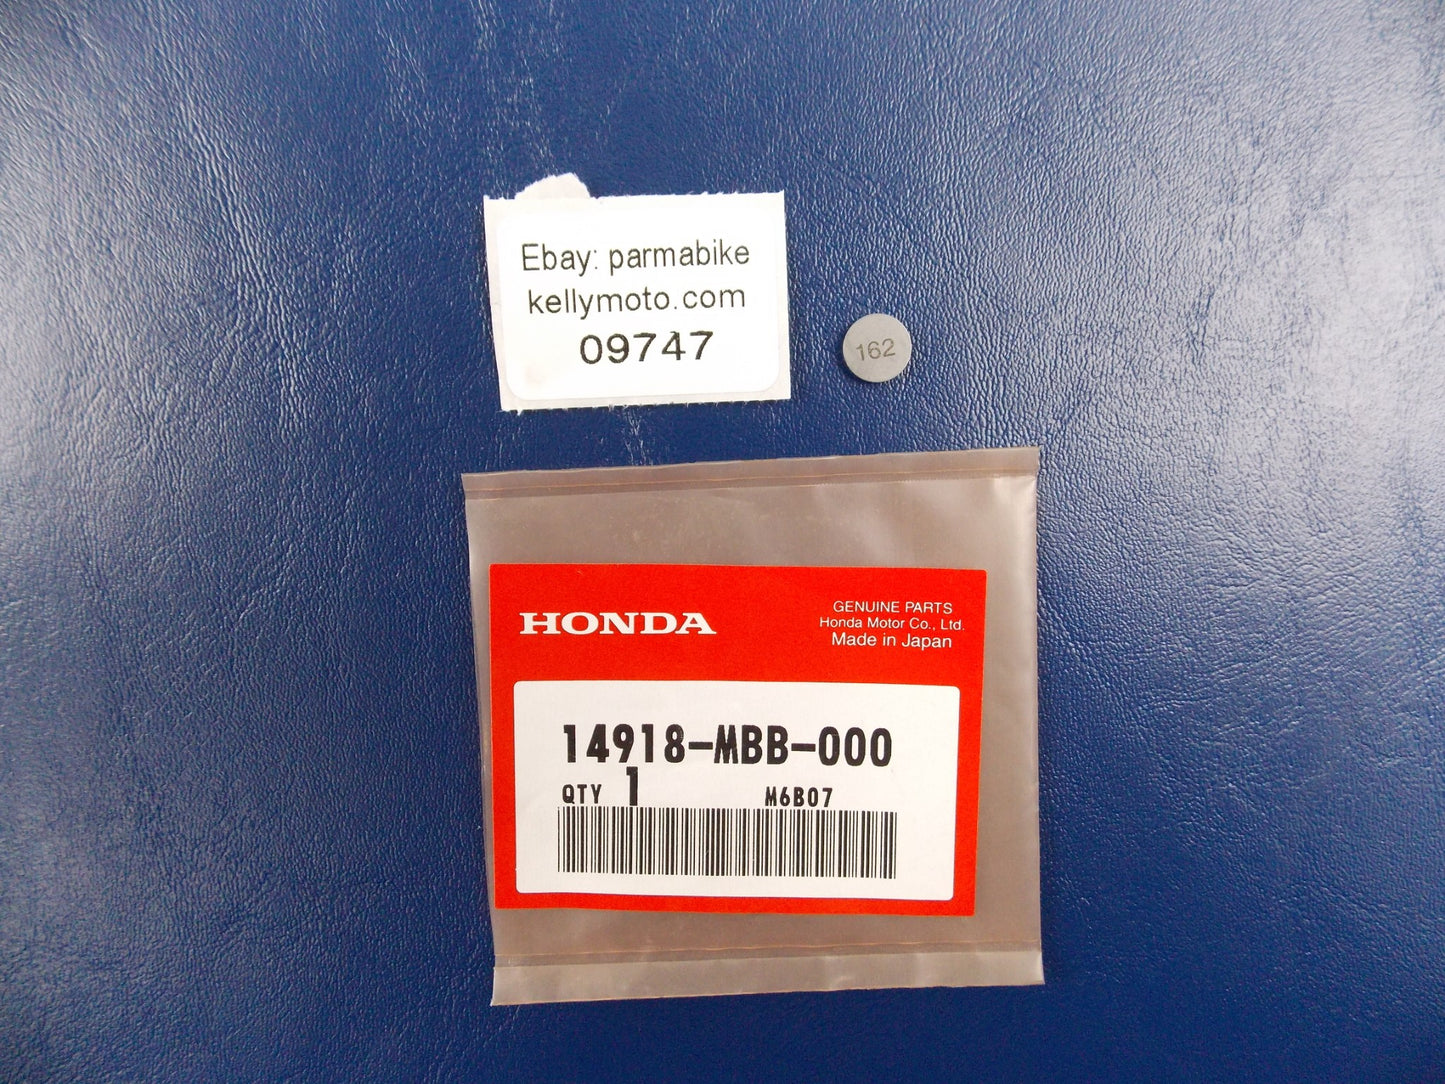 Ebay: parmabike
kellymoto.com
09747
162
HONDA
GENUINE PARTS
Honda Motor Co., Ltd.
Made in Japan
14918-MBB-000
QTY 1 M6B07